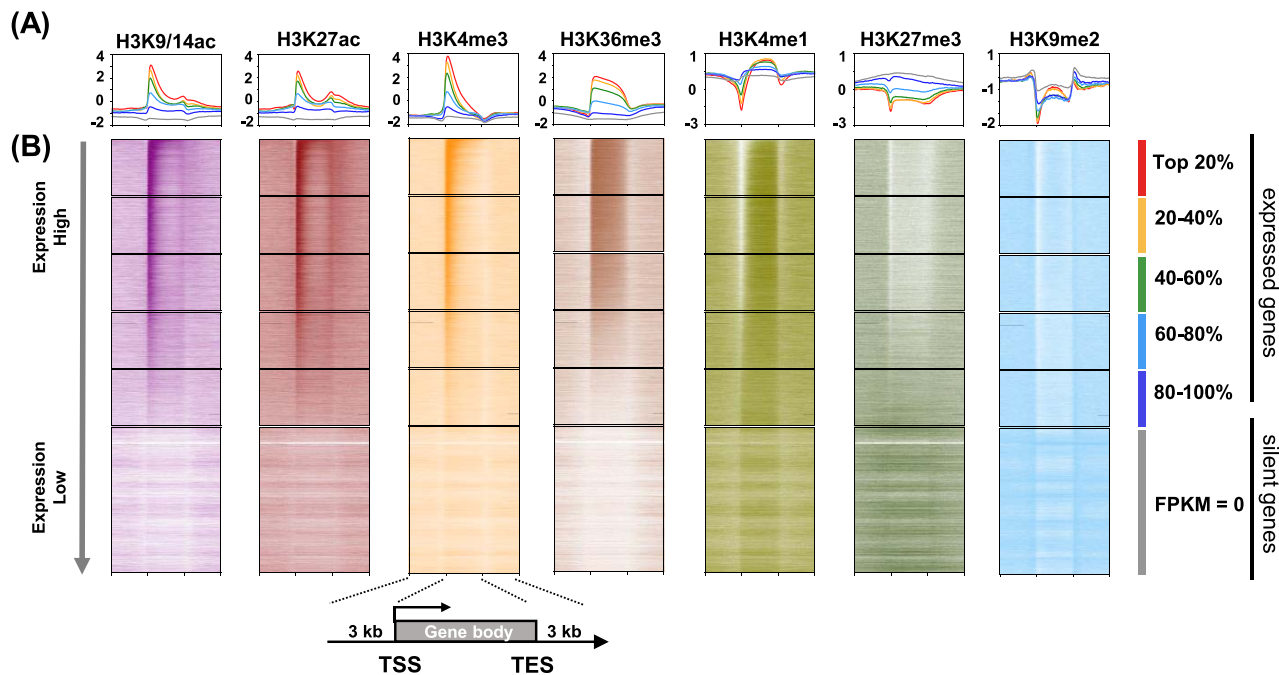 (A)
H3K9/14ac H3K27ac H3K4me3 H3K36me3 H3K4me1 H3K27me3 H3K9me2
4 2 0 -2
4 2 0 -2
4 2 0 -2
4 2 0 -2
1 0 -3
1 0 -3
1 -1 -2
(B)
Expression
High
Expression
Low
Top 20%
20-40%
40-60%
60-80%
80-100%
FPKM = 0
expressed genes
silent genes
3 kb Gene body 3 kb
TSS TES